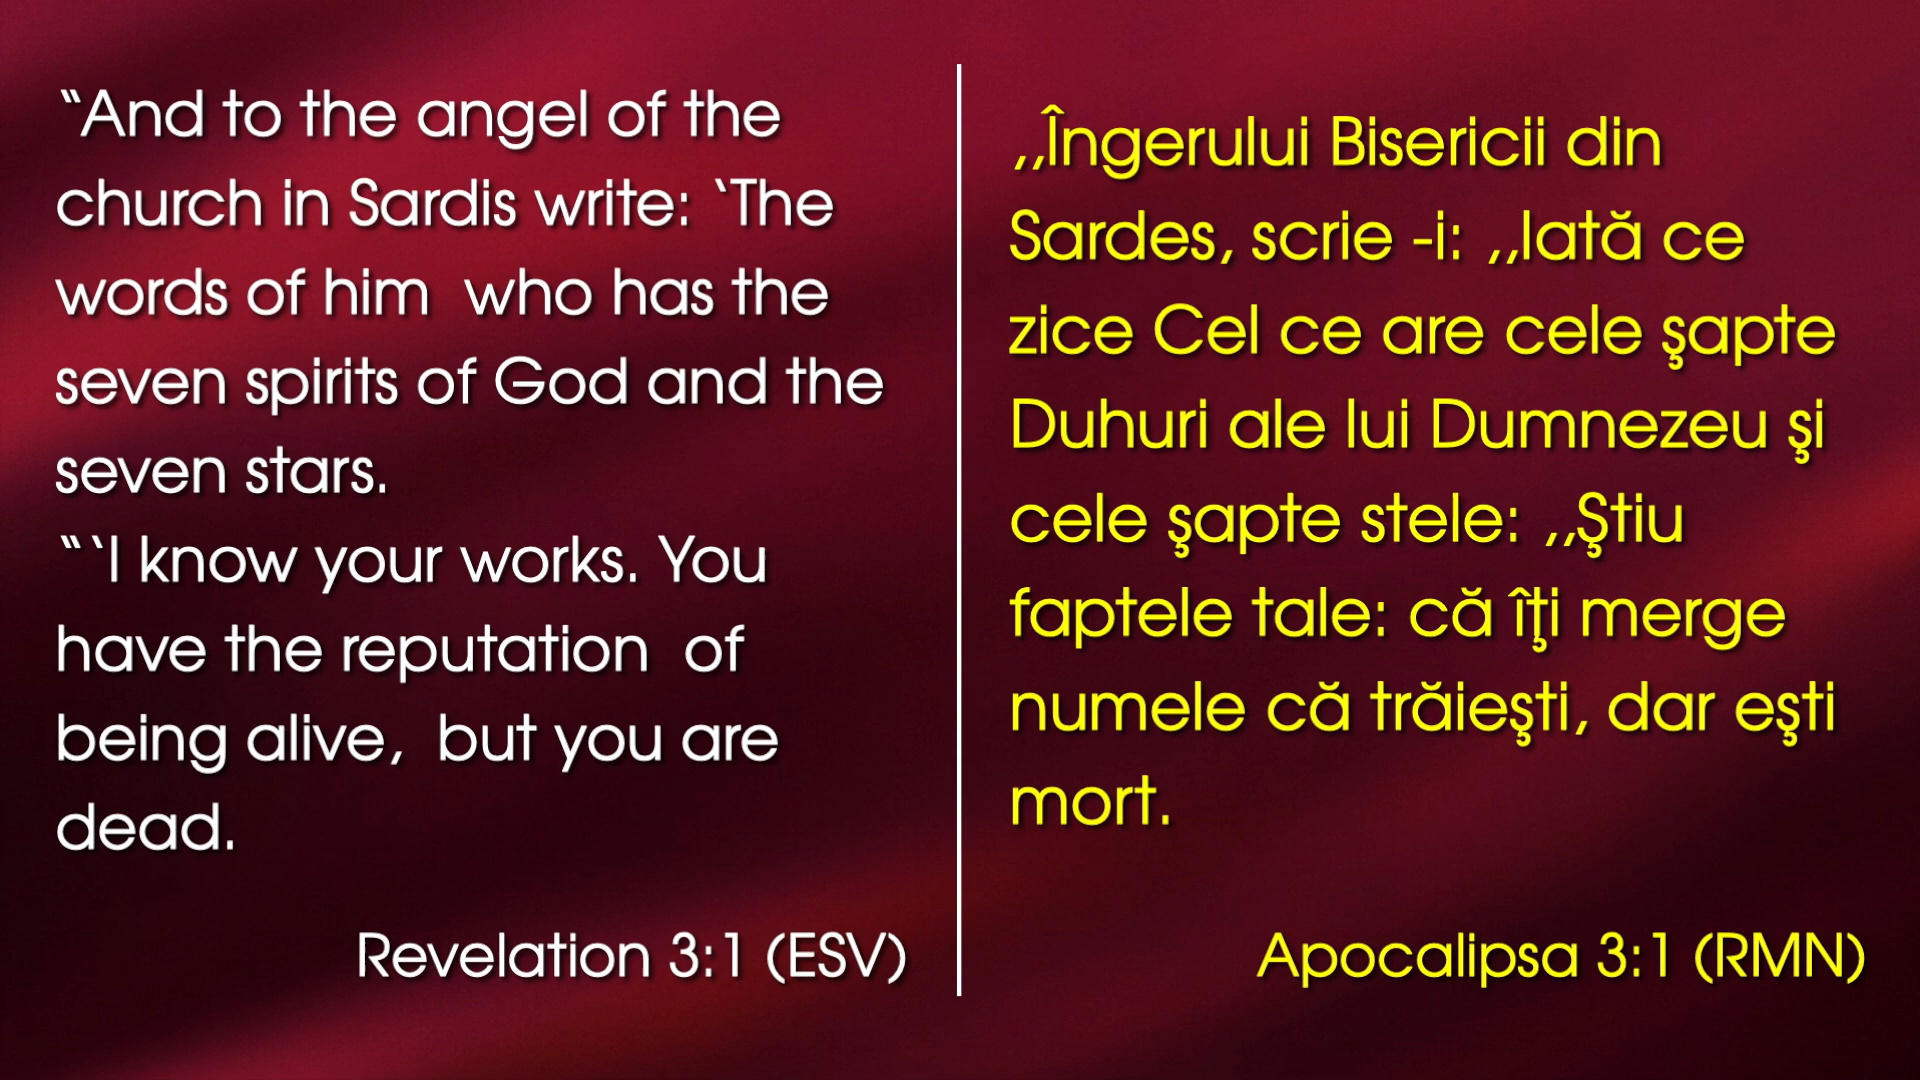 “And to the angel of the
church in Sardis write: ‘The
words of him  who has the
seven spirits of God and the
seven stars.
“‘I know your works. You
have the reputation  of
being alive,  but you are
dead.
Revelation 3:1 (ESV)
,,Îngerului Bisericii din
Sardes, scrie -i: ,,Iată ce
zice Cel ce are cele şapte
Duhuri ale lui Dumnezeu şi
cele şapte stele: ,,Ştiu
faptele tale: că îţi merge
numele că trăieşti, dar eşti
mort.
Apocalipsa 3:1 (RMN)